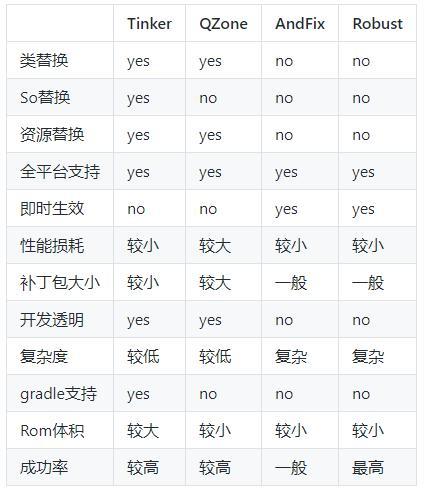 Tinker QZone AndFix Robust
类替换 yes yes no no
So替换 yes no no no
资源替换 yes yes no no
全平台支持 yes yes yes yes
即时生效 no no yes yes
性能损耗 较小 较大 较小 较小
补丁包大小 较小 较大 一般 一般
开发透明 yes yes no no
复杂度 较低 较低 复杂 复杂
gradle支持 yes no no no
Rom体积 较大 较小 较小 较小
成功率 较高 较高 一般 最高